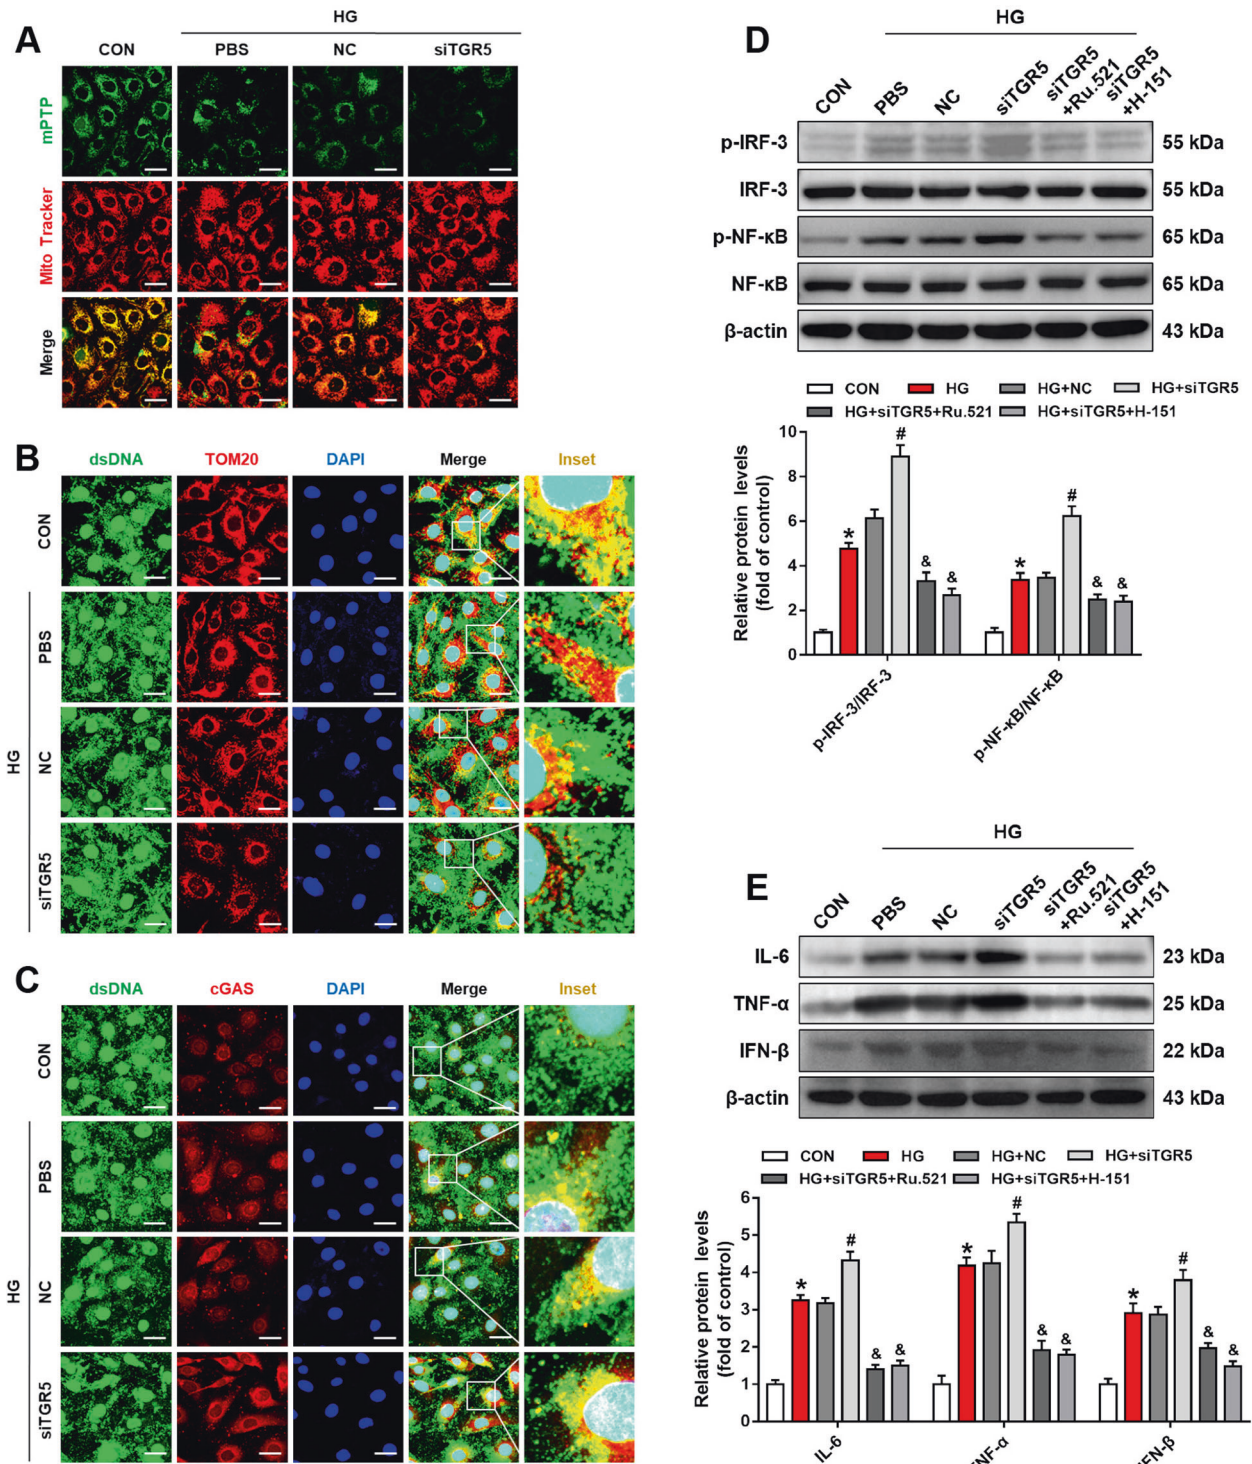 A
HG
CON PBS NC siTGR5
mPTP
Mito Tracker
Merge
B
dsDNA TOM20 DAPI Merge Inset
CON
PBS
NC
siTGR5
HG
C
dsDNA cGAS DAPI Merge Inset
CON
PBS
NC
siTGR5
HG
D
HG
CON PBS NC siTGR5 siTGR5 +Ru.521 siTGR5 +H-151
p-IRF-3 55 kDa
IRF-3 55 kDa
p-NF-κB 65 kDa
NF-κB 65 kDa
β-actin 43 kDa
CON HG HG+NC HG+siTGR5
HG+siTGR5+Ru.521 HG+siTGR5+H-151
Relative protein levels
(fold of control)
10
8
6
4
2
0
* # & & * # & &
p-IRF-3/IRF-3 p-NF-κB/NF-κB
E
HG
CON PBS NC siTGR5 siTGR5 +Ru.521 siTGR5 +H-151
IL-6 23 kDa
TNF-α 25 kDa
IFN-β 22 kDa
β-actin 43 kDa
CON HG HG+NC HG+siTGR5
HG+siTGR5+Ru.521 HG+siTGR5+H-151
Relative protein levels
(fold of control)
6
5
4
3
2
1
0
* # & & * # & & * # & &
IL-6 TNF-α IFN-β